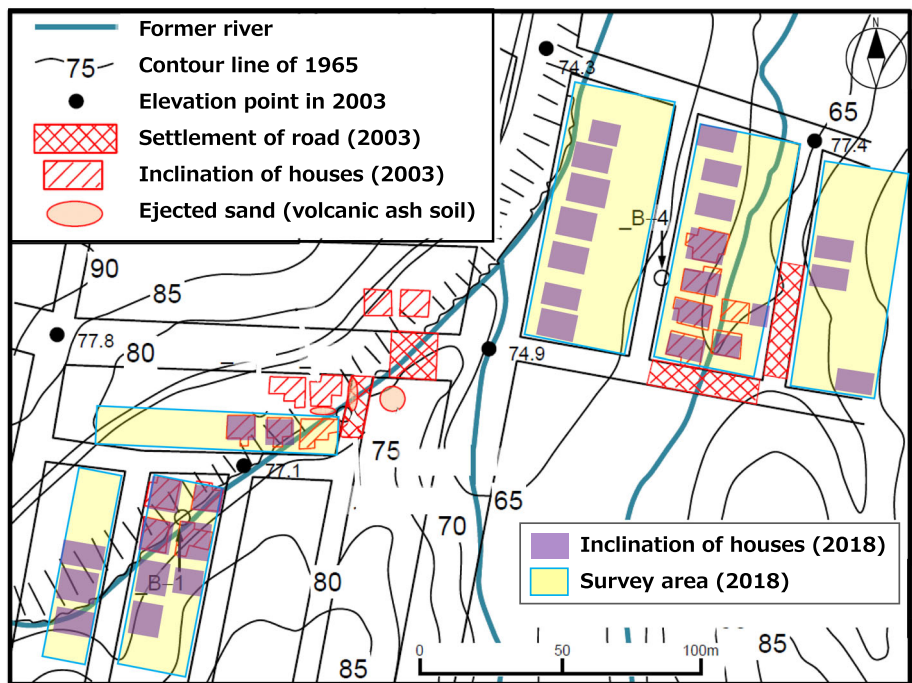 Former river
75 Contour line of 1965
Elevation point in 2003
Settlement of road (2003)
Inclination of houses (2003)
Ejected sand (volcanic ash soil)
N
74.3
65
77.4
_B-4
90
85
77.8
80
74.9
75
77.1
65
70
_B-1
80
85
85
Inclination of houses (2018)
Survey area (2018)
0 50 100m